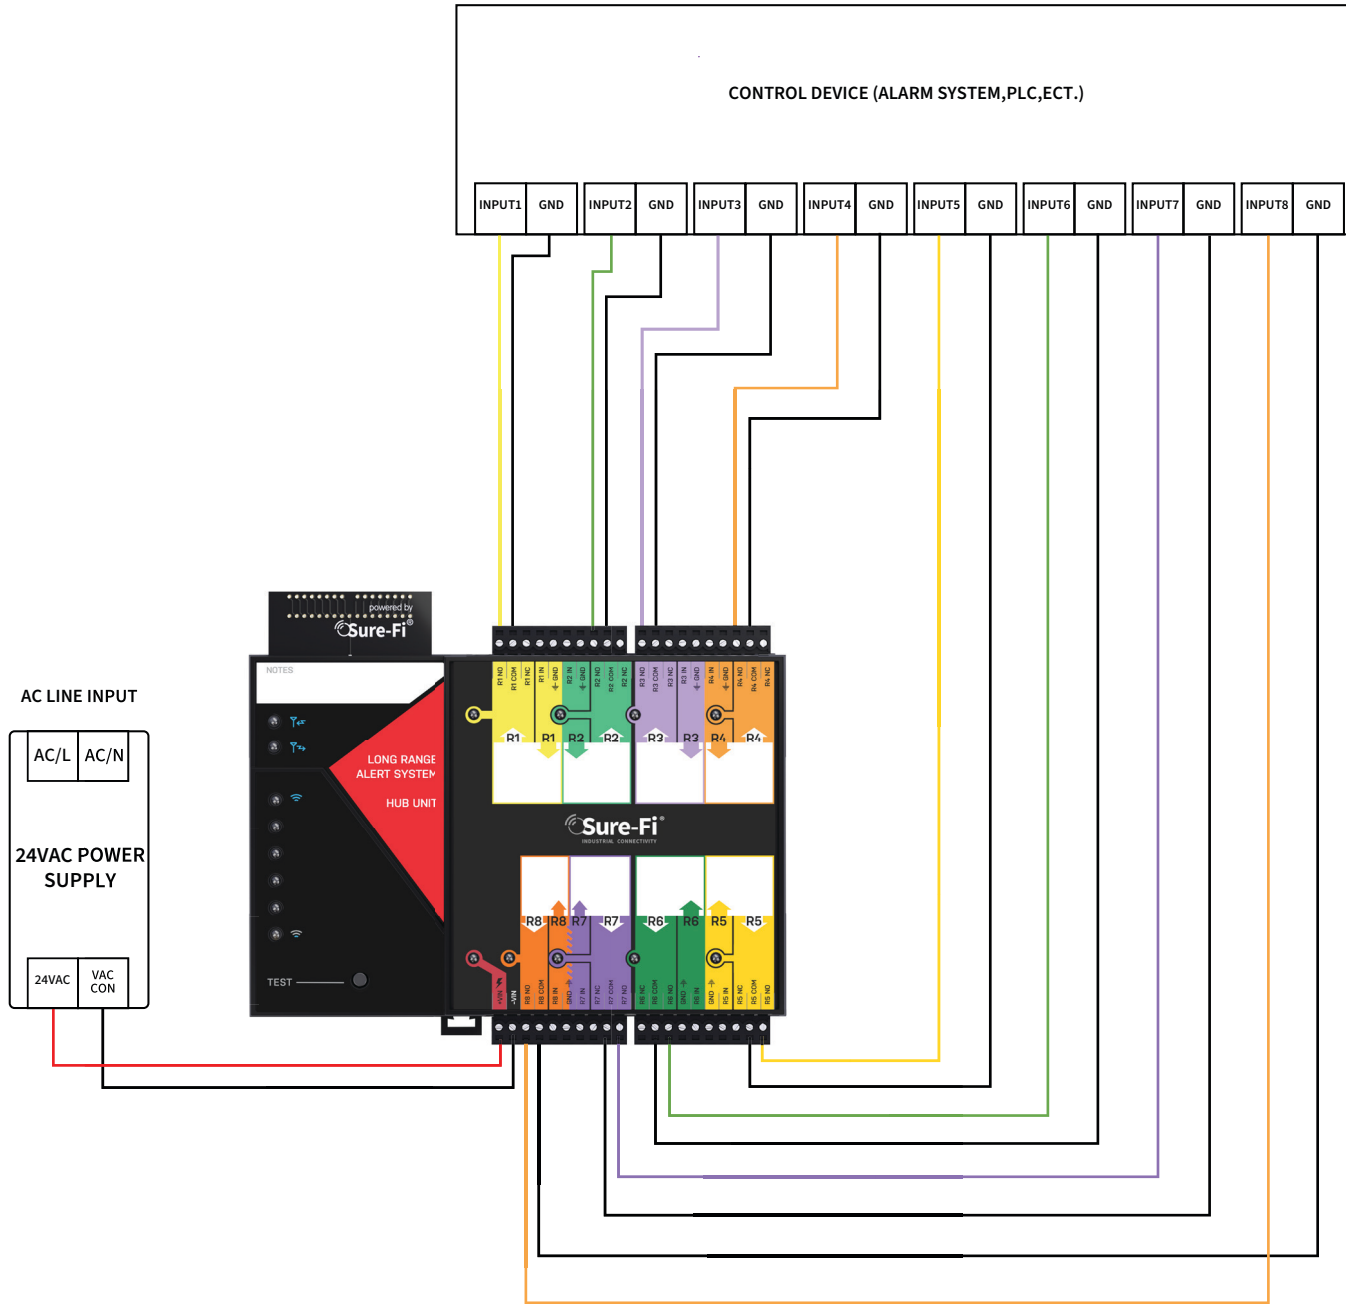 CONTROL DEVICE (ALARM SYSTEM,PLC,ECT.)
INPUT1 GND INPUT2 GND INPUT3 GND INPUT4 GND INPUT5 GND INPUT6 GND INPUT7 GND INPUT8 GND
powered by
Sure-Fi®
NOTES
LONG RANGE
ALERT SYSTEM
HUB UNIT
TEST
R1 NO R1 COM R1 NC R1 IN GND R2 IN GND R2 NO R2 COM R2 NC R3 NO R3 COM R3 NC R3 IN GND R4 IN GND R4 NO R4 COM R4 NC
R1 R1 R2 R2 R3 R3 R4 R4
Sure-Fi®
INDUSTRIAL CONNECTIVITY
R8 R8 R7 R7 R6 R6 R5 R5
+VIN -VIN R8 NO R8 COM R8 IN GND R7 IN R7 NC R7 COM R7 NO R6 NC R6 COM R6 NO GND R6 IN GND R5 IN R5 NC R5 COM R5 NO
AC LINE INPUT
AC/L AC/N
24VAC POWER
SUPPLY
24VAC VAC
CON